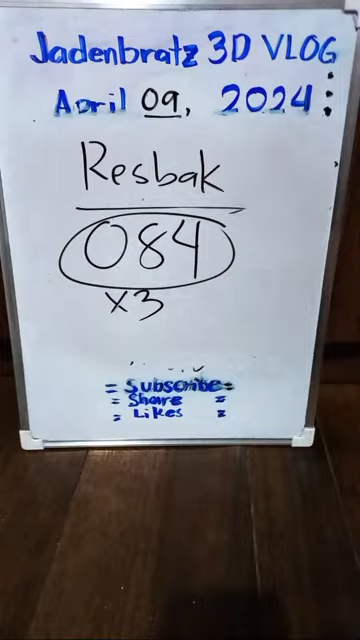 Jadenbratz 3D VLOG
April 09, 2024:
Resbak
084
x3
= Subscribe =
= Share =
= Likes =